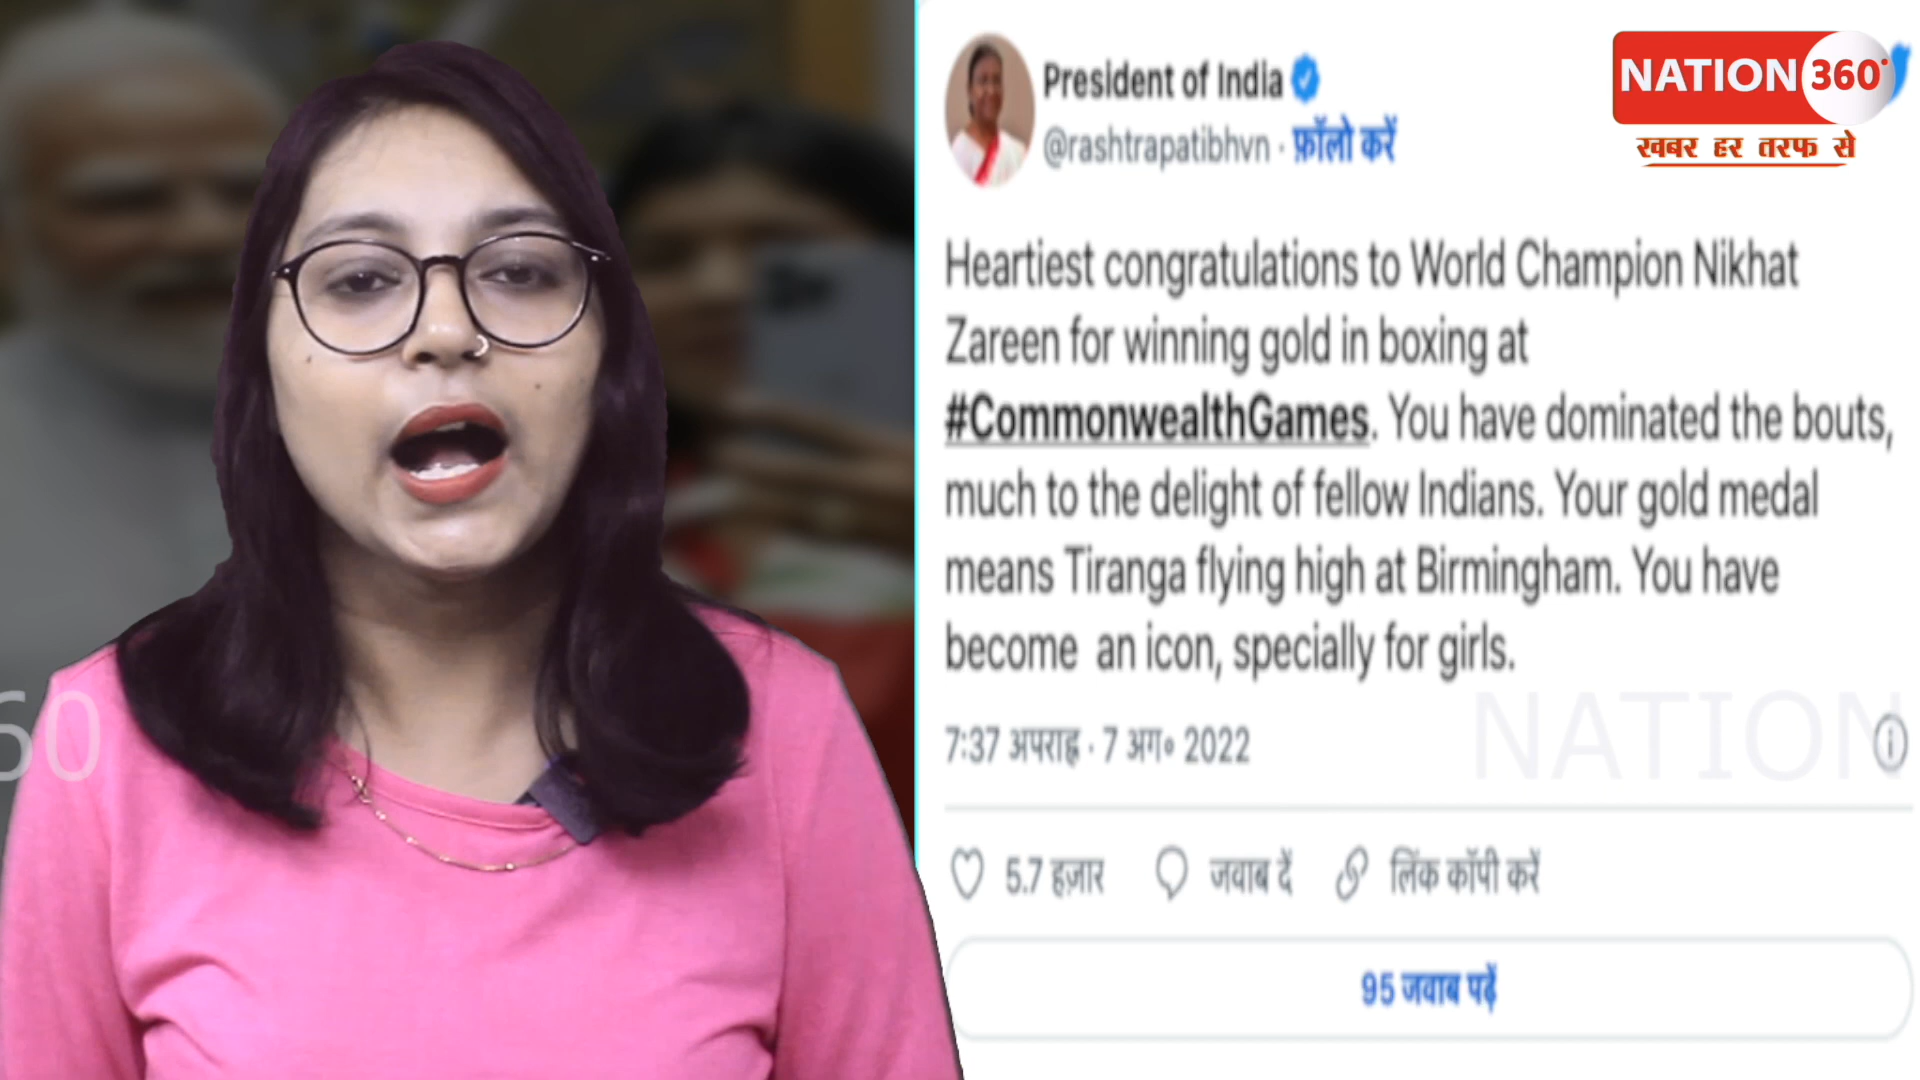 President of India
@rashtrapatibhvn · फ़ॉलो करें
NATION 360°
खबर हर तरफ से
Heartiest congratulations to World Champion Nikhat
Zareen for winning gold in boxing at
#CommonwealthGames. You have dominated the bouts,
much to the delight of fellow Indians. Your gold medal
means Tiranga flying high at Birmingham. You have
become an icon, specially for girls.
60
NATION
7:37 अपराह्न · 7 अग॰ 2022
5.7 हज़ार जवाब दें लिंक कॉपी करें
95 जवाब पढ़ें